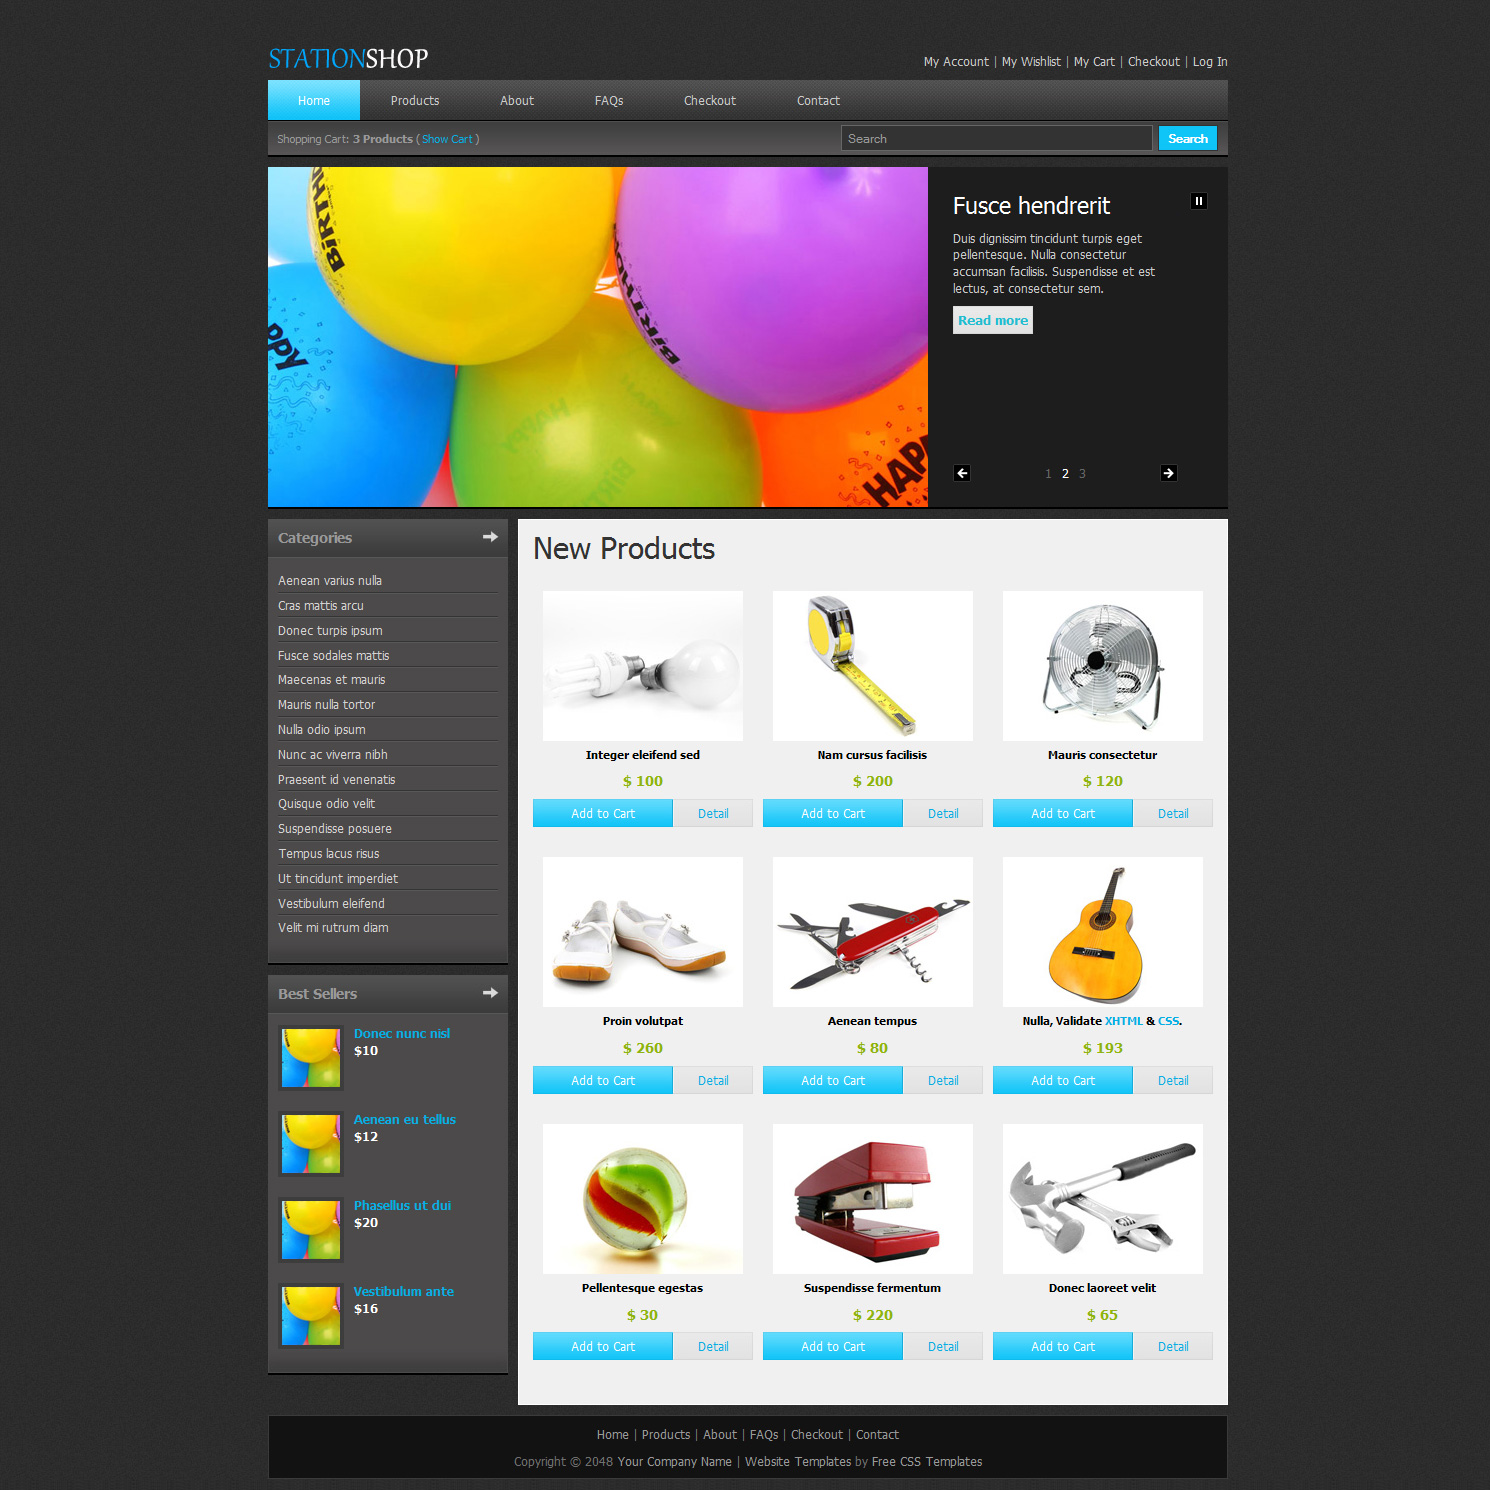 STATIONSHOP
My Account | My Wishlist | My Cart | Checkout | Log In
Home Products About FAQs Checkout Contact
Shopping Cart: 3 Products ( Show Cart )
Search Search
BiRTH
BiRTHD
BiRTH
HAPPY
HAPP
Fusce hendrerit
Duis dignissim tincidunt turpis eget
pellentesque. Nulla consectetur
accumsan facilisis. Suspendisse et est
lectus, at consectetur sem.
Read more
1 2 3
Categories
Aenean varius nulla
Cras mattis arcu
Donec turpis ipsum
Fusce sodales mattis
Maecenas et mauris
Mauris nulla tortor
Nulla odio ipsum
Nunc ac viverra nibh
Praesent id venenatis
Quisque odio velit
Suspendisse posuere
Tempus lacus risus
Ut tincidunt imperdiet
Vestibulum eleifend
Velit mi rutrum diam
Best Sellers
Donec nunc nisl
$10
Aenean eu tellus
$12
Phasellus ut dui
$20
Vestibulum ante
$16
New Products
Integer eleifend sed Nam cursus facilisis Mauris consectetur
$ 100 $ 200 $ 120
Add to Cart Detail Add to Cart Detail Add to Cart Detail
Proin volutpat Aenean tempus Nulla, Validate XHTML & CSS.
$ 260 $ 80 $ 193
Add to Cart Detail Add to Cart Detail Add to Cart Detail
Pellentesque egestas Suspendisse fermentum Donec laoreet velit
$ 30 $ 220 $ 65
Add to Cart Detail Add to Cart Detail Add to Cart Detail
Home | Products | About | FAQs | Checkout | Contact
Copyright © 2048 Your Company Name | Website Templates by Free CSS Templates